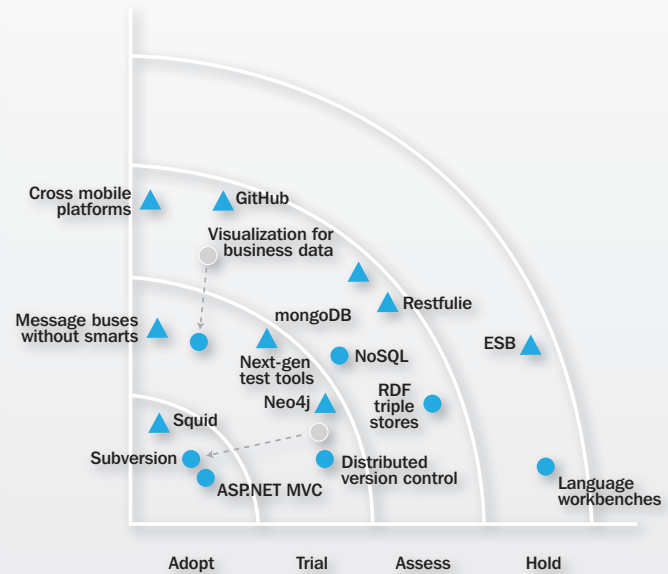 Cross mobile
platforms
GitHub
Visualization for
business data
mongoDB
Restfulie
Message buses
without smarts
Next-gen
test tools
NoSQL
ESB
Neo4j
RDF
triple
stores
Squid
Subversion
ASP.NET MVC
Distributed
version control
Language
workbenches
Adopt Trial Assess Hold